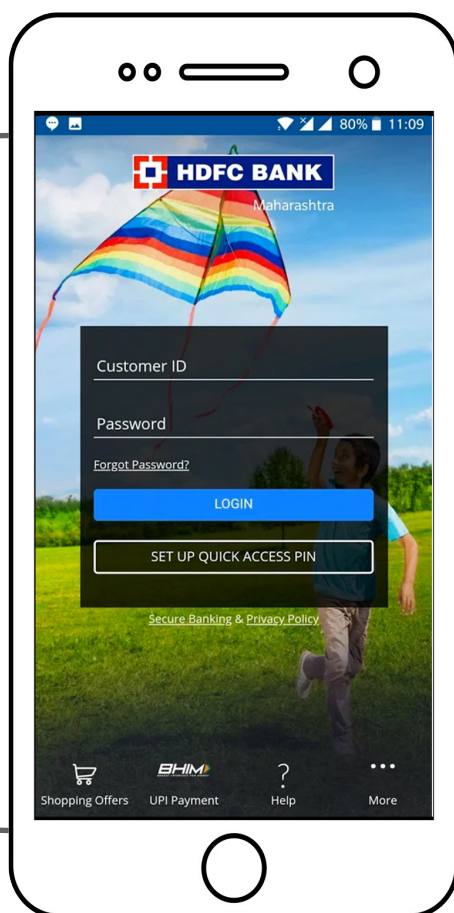 80% 11:09
HDFC BANK
Maharashtra
Customer ID
Password
Forgot Password?
LOGIN
SET UP QUICK ACCESS PIN
Secure Banking & Privacy Policy
BHIM
Shopping Offers UPI Payment Help More